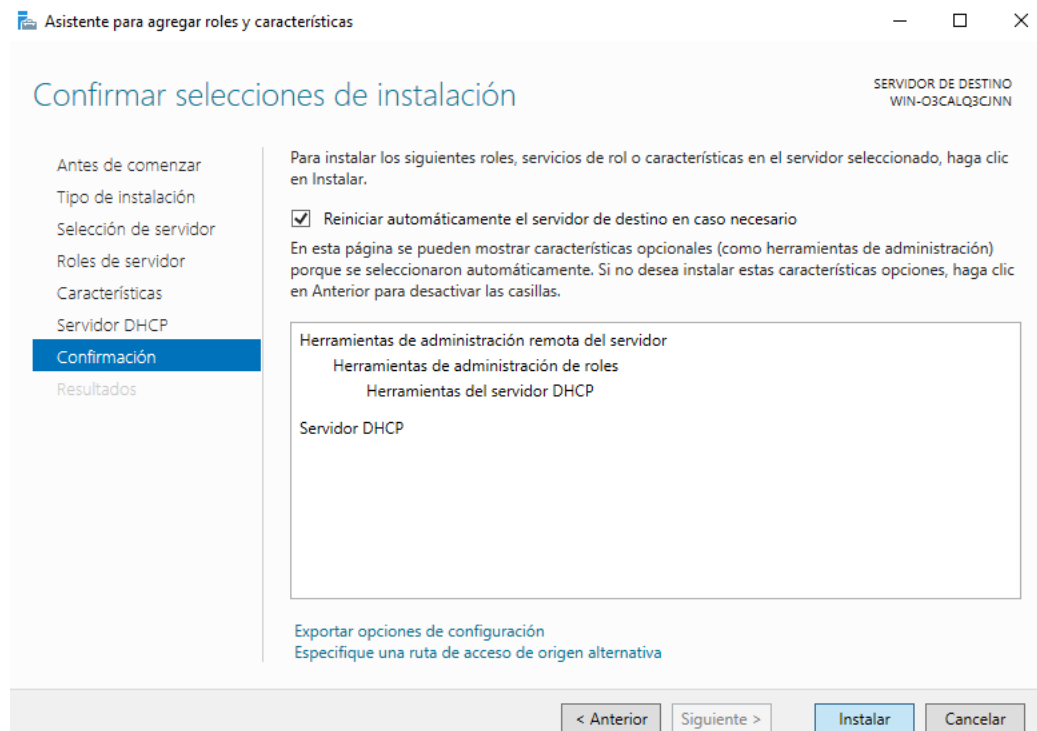 Asistente para agregar roles y características
Confirmar selecciones de instalación
SERVIDOR DE DESTINO
WIN-O3CALQ3CJNN
Antes de comenzar
Tipo de instalación
Selección de servidor
Roles de servidor
Características
Servidor DHCP
Confirmación
Resultados
Para instalar los siguientes roles, servicios de rol o características en el servidor seleccionado, haga clic
en Instalar.
Reiniciar automáticamente el servidor de destino en caso necesario
En esta página se pueden mostrar características opcionales (como herramientas de administración)
porque se seleccionaron automáticamente. Si no desea instalar estas características opciones, haga clic
en Anterior para desactivar las casillas.
Herramientas de administración remota del servidor
Herramientas de administración de roles
Herramientas del servidor DHCP
Servidor DHCP
Exportar opciones de configuración
Especifique una ruta de acceso de origen alternativa
< Anterior
Siguiente >
Instalar
Cancelar